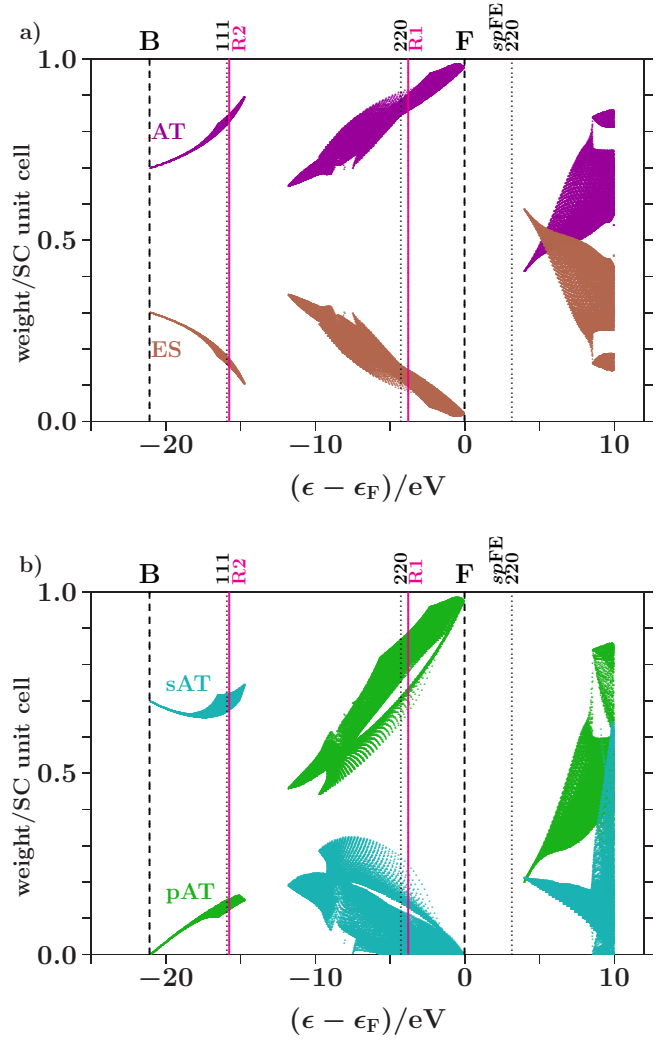 a)
B
111
R2
220
R1
F
spFE
220
1.0
0.5
0.0
weight/SC unit cell
AT
ES
−20
−10
0
10
(ϵ − ϵF)/eV
b)
B
111
R2
220
R1
F
spFE
220
1.0
0.5
0.0
weight/SC unit cell
sAT
pAT
−20
−10
0
10
(ϵ − ϵF)/eV